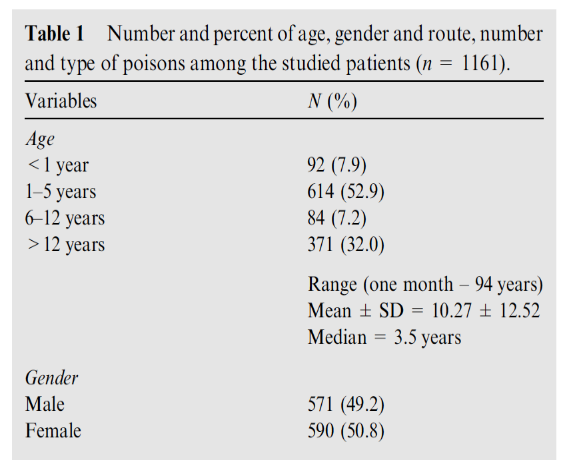 Table 1 Number and percent of age, gender and route, number
and type of poisons among the studied patients (n = 1161).
Variables N (%)
Age
<1 year 92 (7.9)
1–5 years 614 (52.9)
6–12 years 84 (7.2)
>12 years 371 (32.0)
Range (one month – 94 years)
Mean ± SD = 10.27 ± 12.52
Median = 3.5 years
Gender
Male 571 (49.2)
Female 590 (50.8)